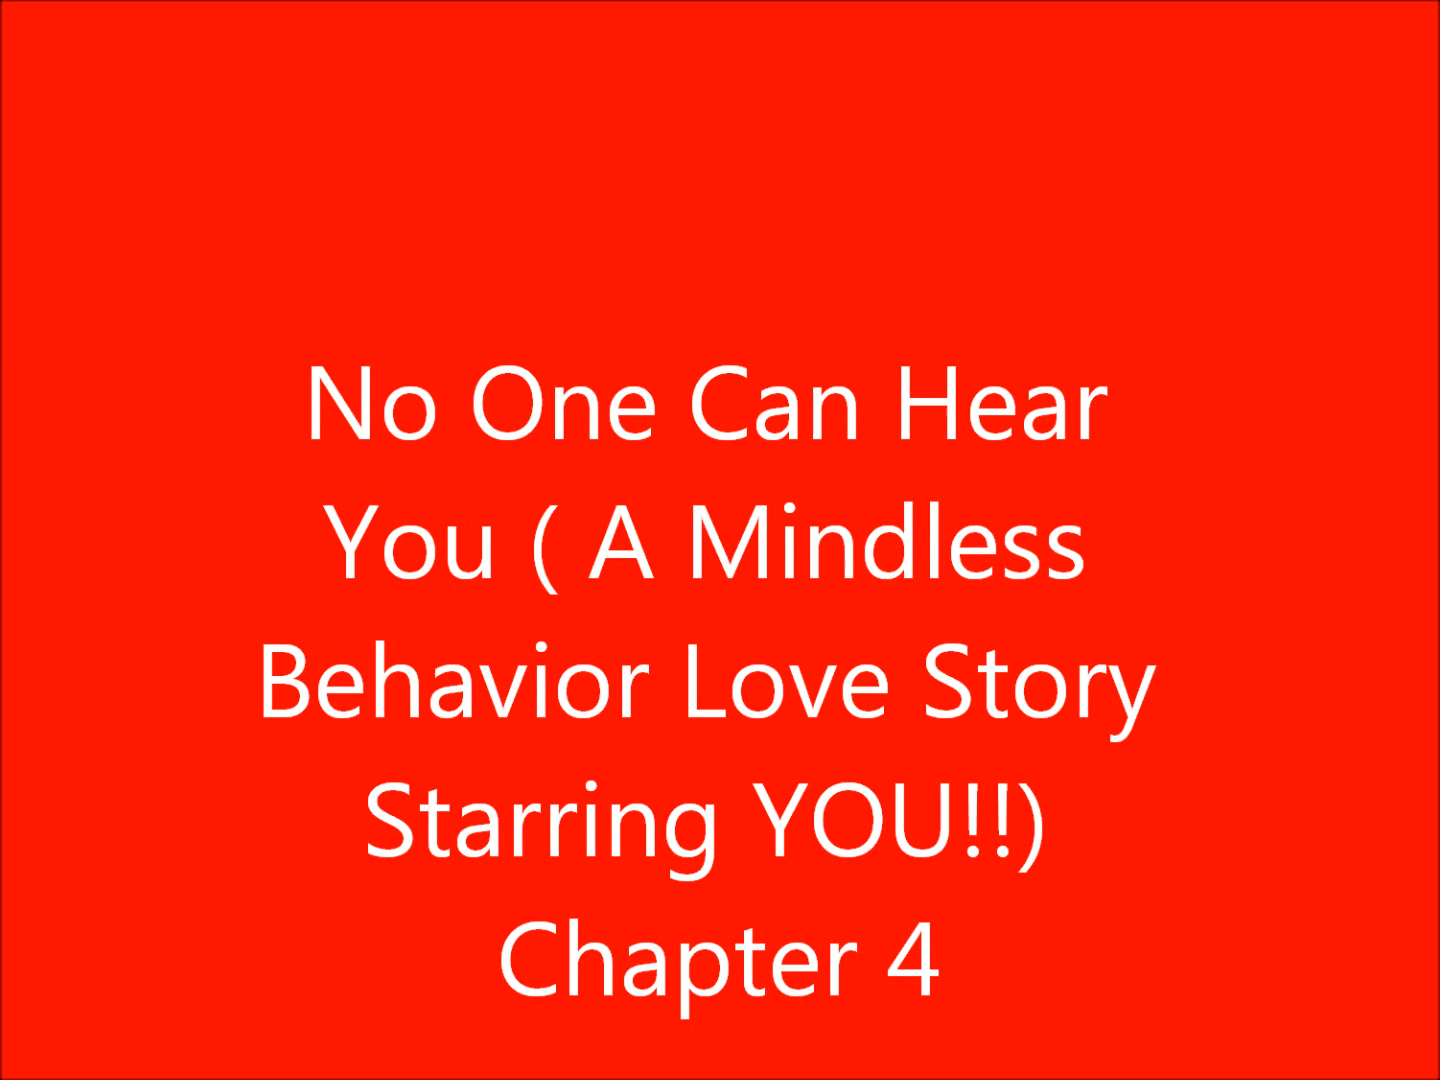 No One Can Hear
You ( A Mindless
Behavior Love Story
Starring YOU!!)
Chapter 4